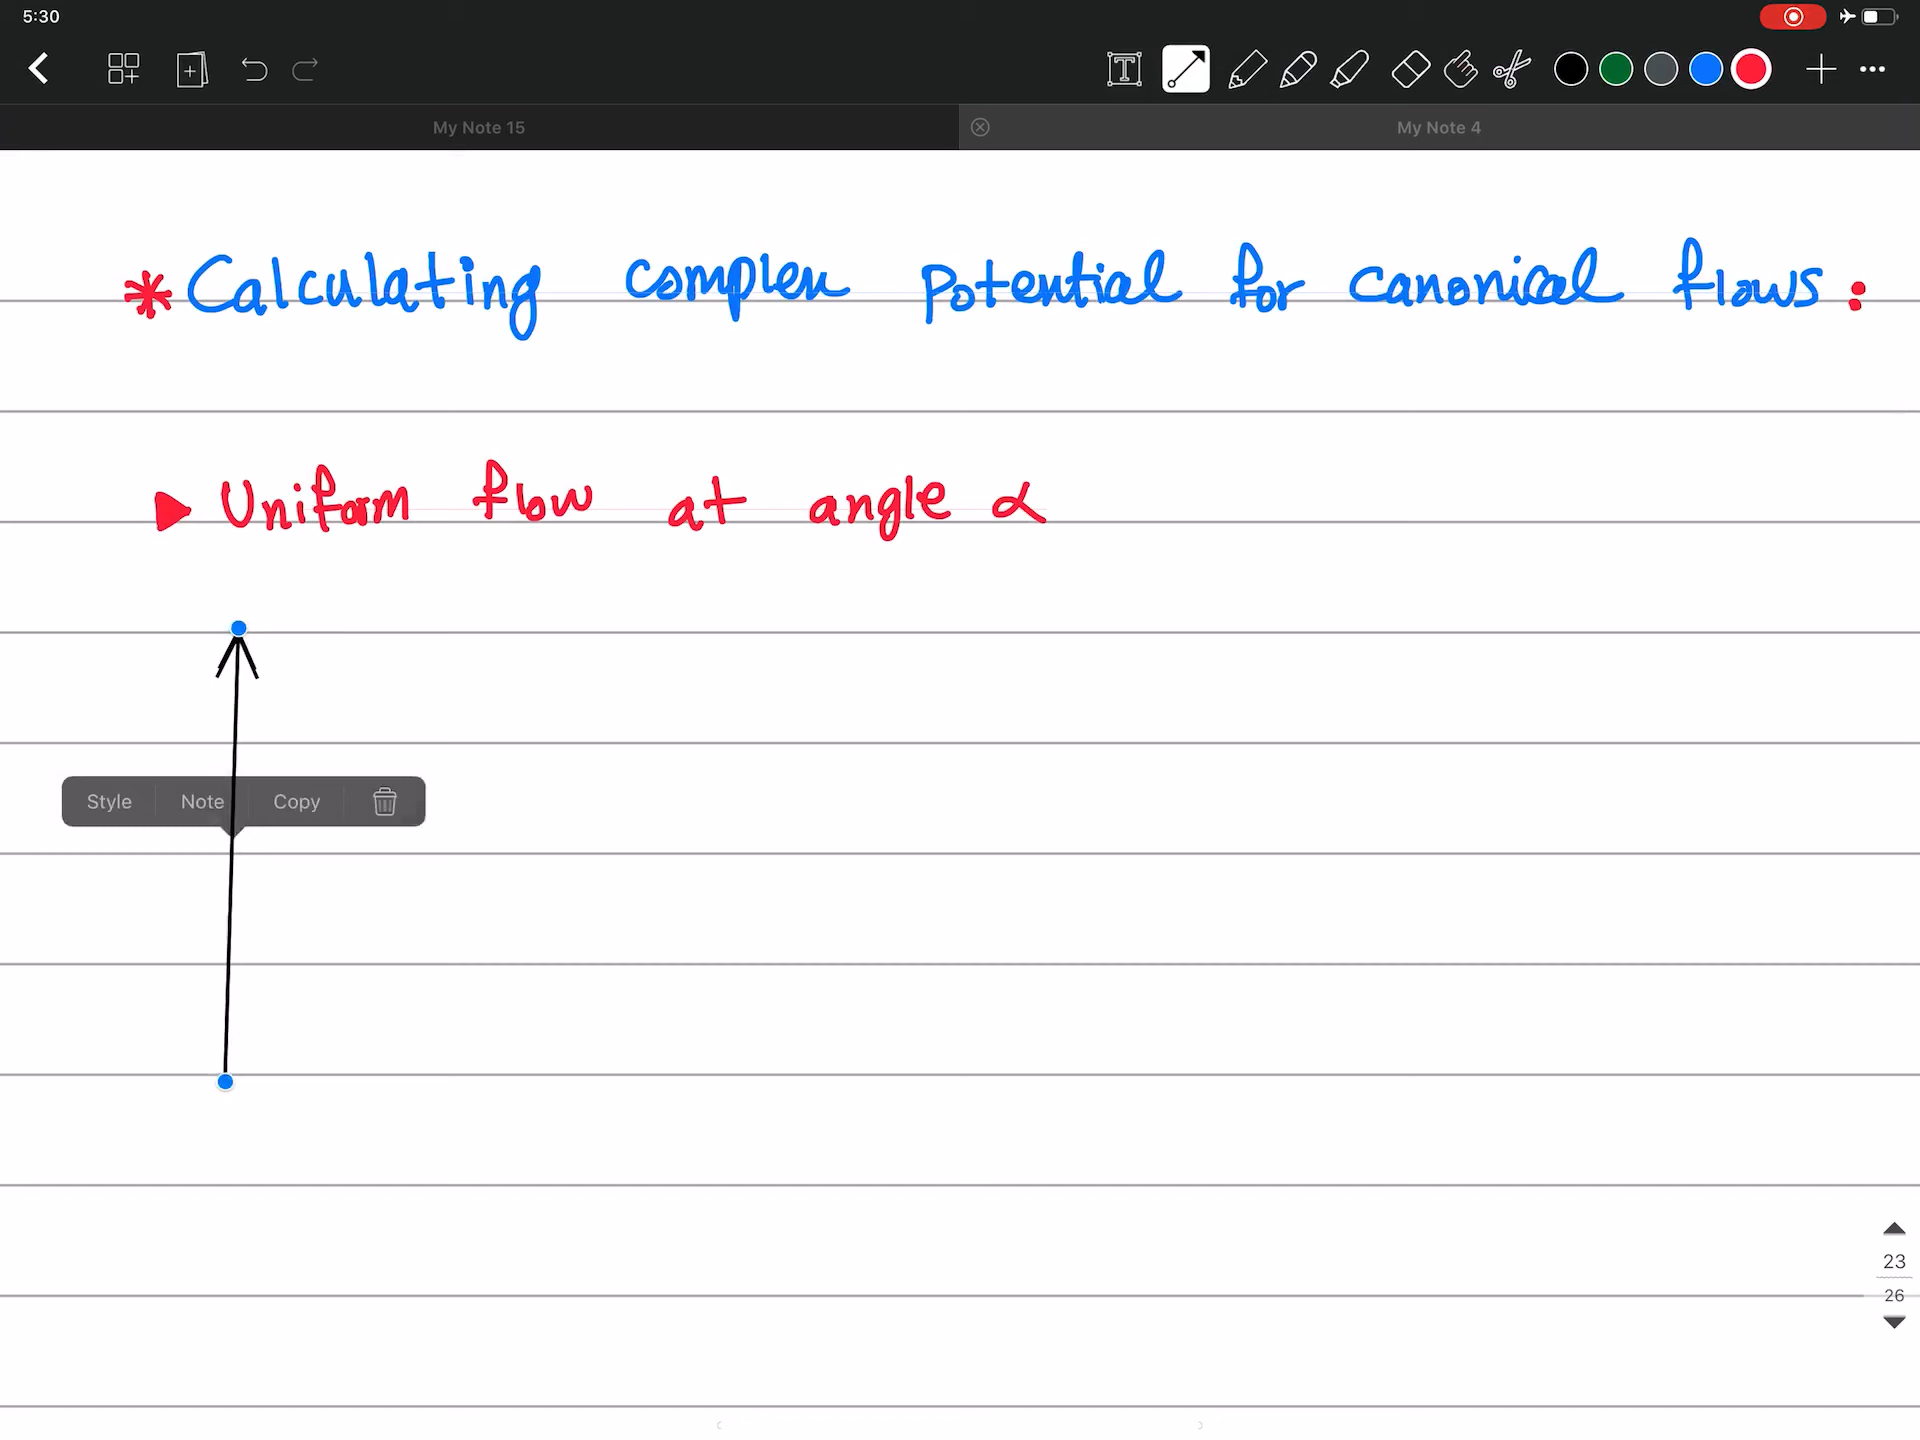 5:30
My Note 15
My Note 4
* Calculating complex potential for canonical flows :
▶ Uniform flow at angle α
Style Note Copy
23
26